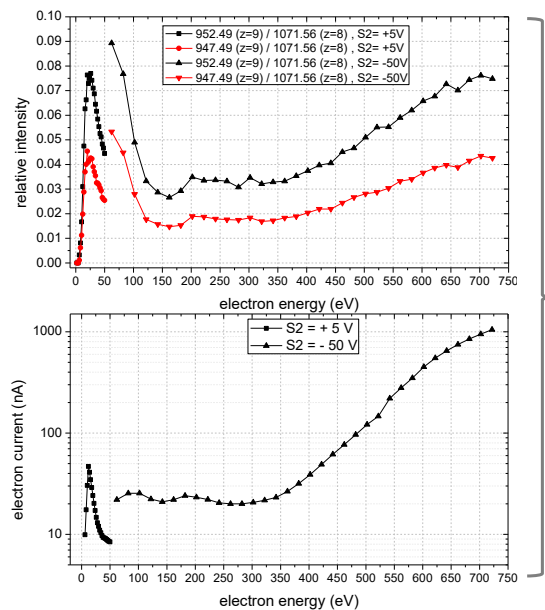 0.10
0.09
0.08
0.07
0.06
0.05
0.04
0.03
0.02
0.01
0.00
relative intensity
952.49 (z=9) / 1071.56 (z=8), S2= +5V
947.49 (z=9) / 1071.56 (z=8), S2= +5V
952.49 (z=9) / 1071.56 (z=8) , S2= -50V
947.49 (z=9) / 1071.56 (z=8) , S2= -50V
0 50 100 150 200 250 300 350 400 450 500 550 600 650 700 750
electron energy (eV)
1000
100
10
electron current (nA)
S2 = + 5 V
S2 = - 50 V
0 50 100 150 200 250 300 350 400 450 500 550 600 650 700 750
electron energy (eV)